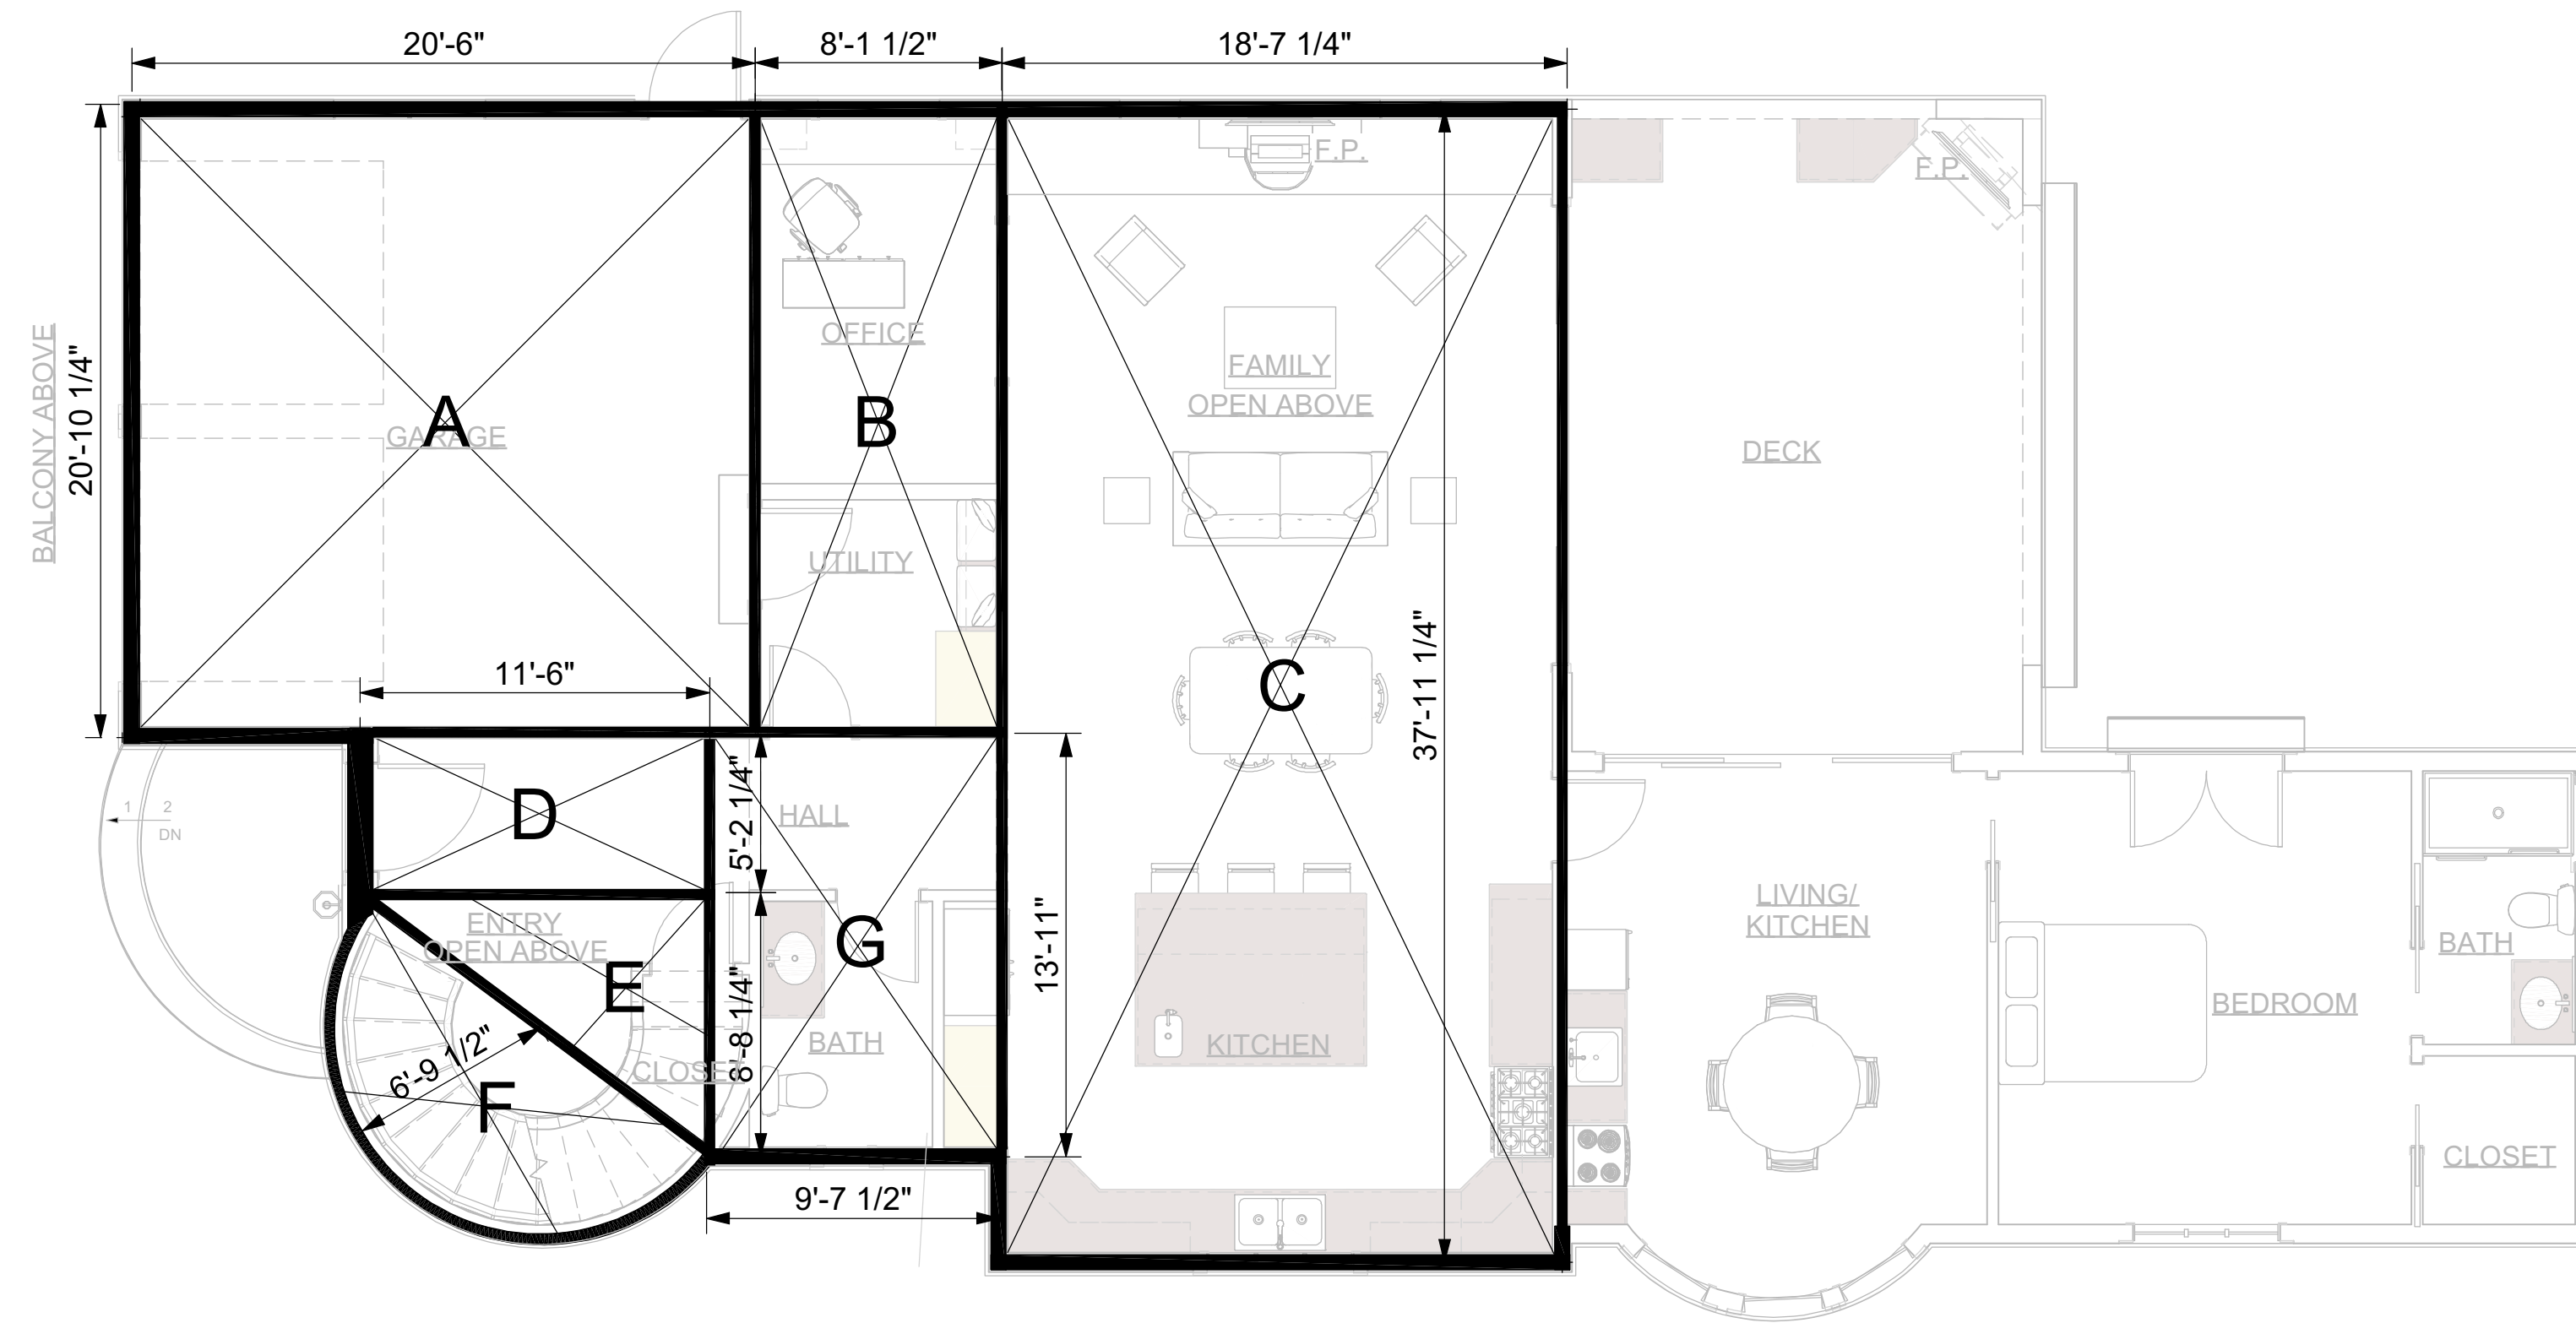 20'-6"
8'-1 1/2"
18'-7 1/4"
F.P.
F.P.
OFFICE
FAMILY
OPEN ABOVE
BALCONY ABOVE
20'-10 1/4"
A
GARAGE
B
DECK
UTILITY
11'-6"
C
37'-11 1/4"
1
2
DN
D
5'-2 1/4"
HALL
ENTRY
OPEN ABOVE
E
G
13'-11"
LIVING/
KITCHEN
BATH
BEDROOM
6'-9 1/2"
F
CLOSET
8'-8 1/4"
BATH
KITCHEN
CLOSET
9'-7 1/2"